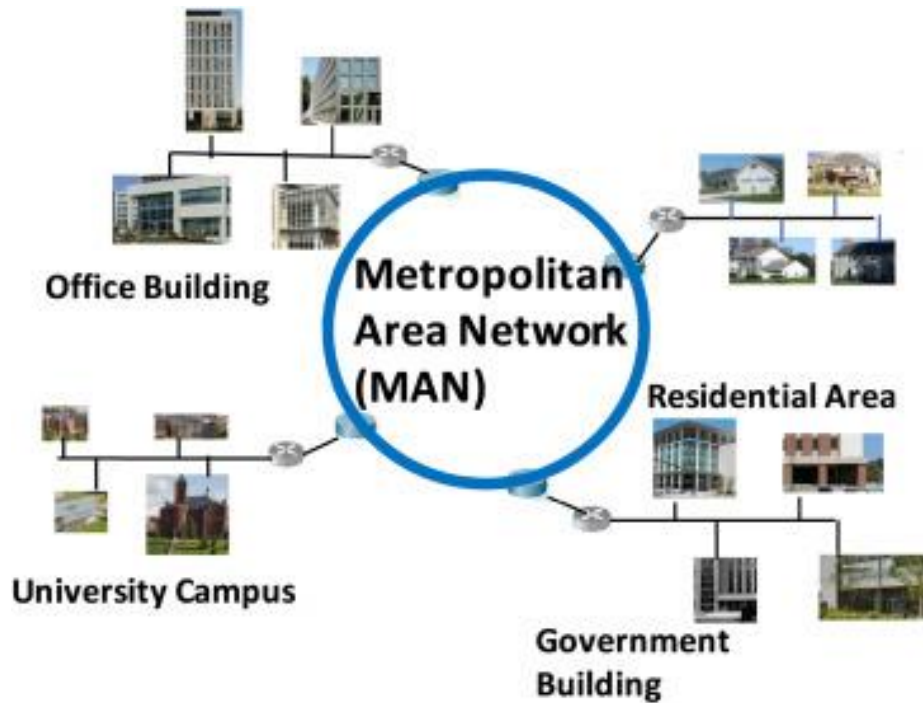 Office Building
Metropolitan
Area Network
(MAN)
Residential Area
University Campus
Government
Building